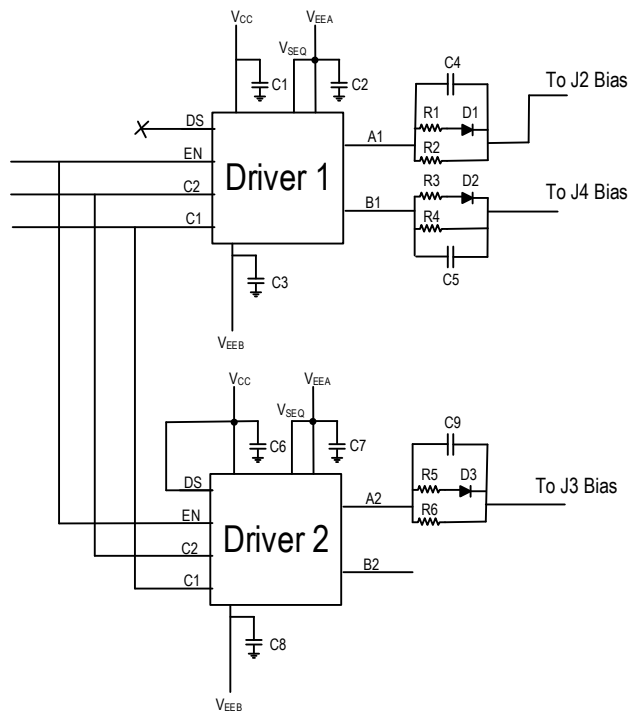 VCC
VEEA
VSEQ
C1
C2
C4
To J2 Bias
DS
R1
D1
EN
A1
R2
C2
Driver 1
R3
D2
To J4 Bias
C1
B1
R4
C3
C5
VEEB
VCC
VEEA
VSEQ
C6
C7
C9
DS
R5
D3
To J3 Bias
EN
A2
R6
C2
Driver 2
C1
B2
C8
VEEB